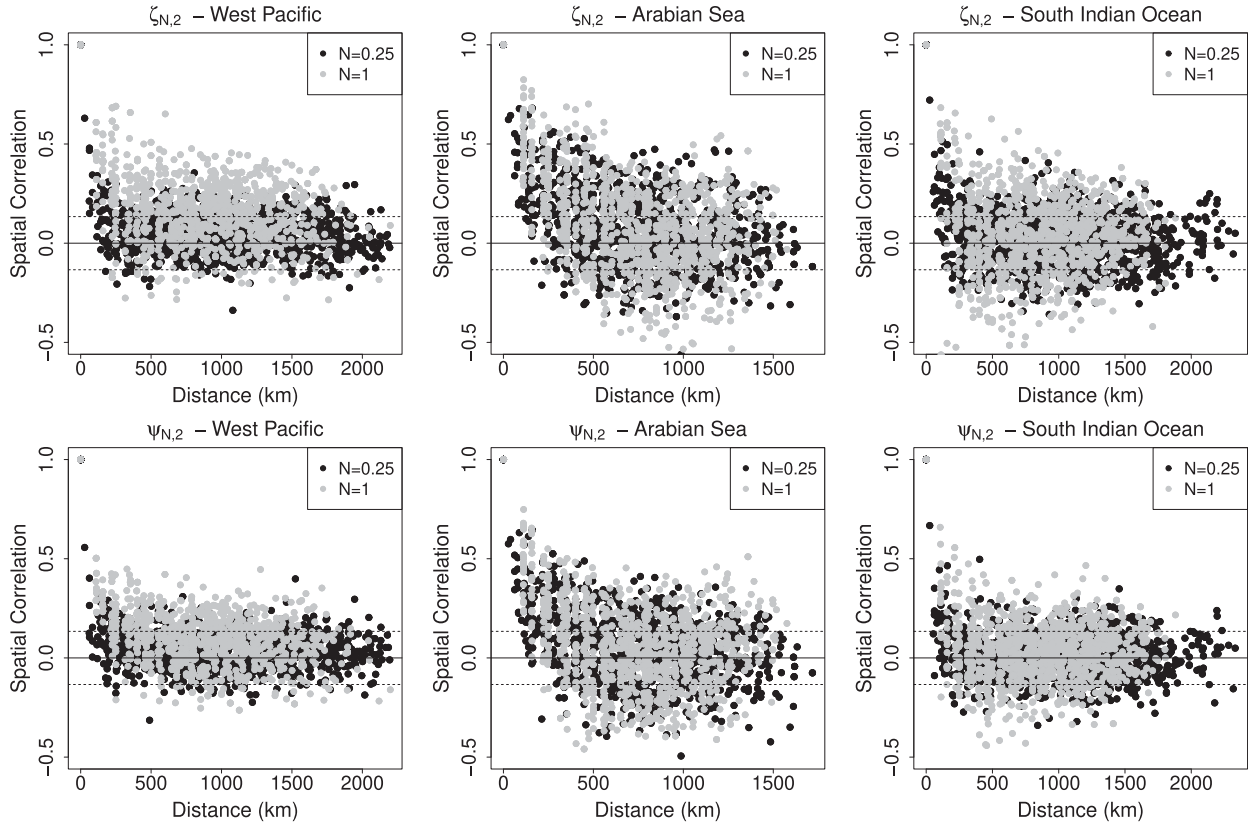 ζN,2 – West Pacific
1.0
0.5
0.0
−0.5
Spatial Correlation
N=0.25
N=1
0 500 1000 1500 2000
Distance (km)
ζN,2 – Arabian Sea
1.0
0.5
0.0
−0.5
Spatial Correlation
N=0.25
N=1
0 500 1000 1500
Distance (km)
ζN,2 – South Indian Ocean
1.0
0.5
0.0
−0.5
Spatial Correlation
N=0.25
N=1
0 500 1000 1500 2000
Distance (km)
ψN,2 – West Pacific
1.0
0.5
0.0
−0.5
Spatial Correlation
N=0.25
N=1
0 500 1000 1500 2000
Distance (km)
ψN,2 – Arabian Sea
1.0
0.5
0.0
−0.5
Spatial Correlation
N=0.25
N=1
0 500 1000 1500
Distance (km)
ψN,2 – South Indian Ocean
1.0
0.5
0.0
−0.5
Spatial Correlation
N=0.25
N=1
0 500 1000 1500 2000
Distance (km)